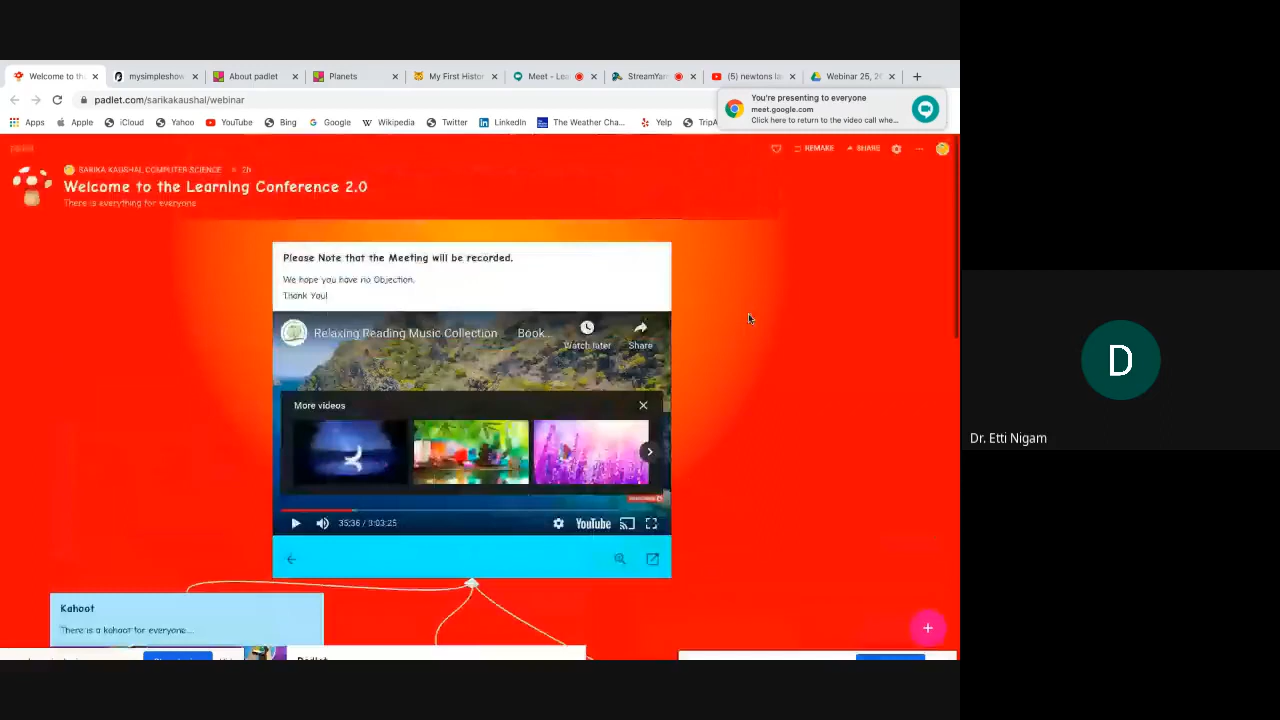 Welcome to th
mysimpleshow
About padlet
Planets
My First Histor
Meet - Lea
StreamYar
(5) newtons la
Webinar 25, 2
padlet.com/sarikakaushal/webinar
You're presenting to everyone
meet.google.com
Click here to return to the video call whe...
Apps
Apple
iCloud
Yahoo
YouTube
Bing
Google
Wikipedia
Twitter
LinkedIn
The Weather Cha...
Yelp
TripA
padlet
REMAKE
SHARE
SARIKA KAUSHAL COMPUTER SCIENCE • 2h
Welcome to the Learning Conference 2.0
There is everything for everyone
Please Note that the Meeting will be recorded.
We hope you have no Objection.
Thank You!
Relaxing Reading Music Collection Book...
Watch later
Share
More videos
35:36 / 3:03:25
YouTube
Kahoot
There is a kahoot for everyone...
D
Dr. Etti Nigam